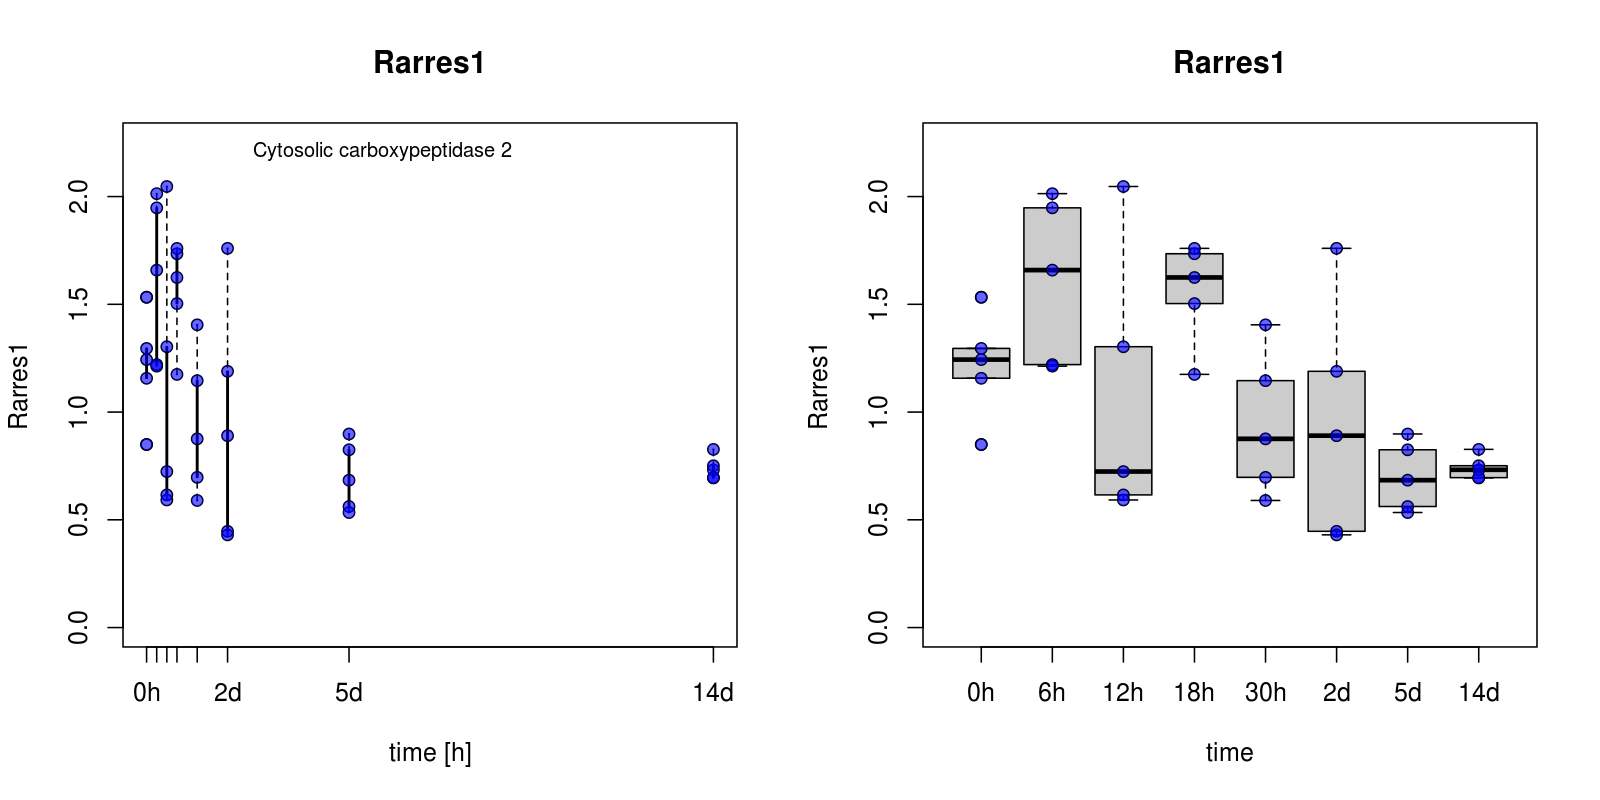 Rarres1
Cytosolic carboxypeptidase 2
Rarres1
2.0
1.5
1.0
0.5
0.0
0h 2d 5d 14d
time [h]
Rarres1
Rarres1
2.0
1.5
1.0
0.5
0.0
0h 6h 12h 18h 30h 2d 5d 14d
time